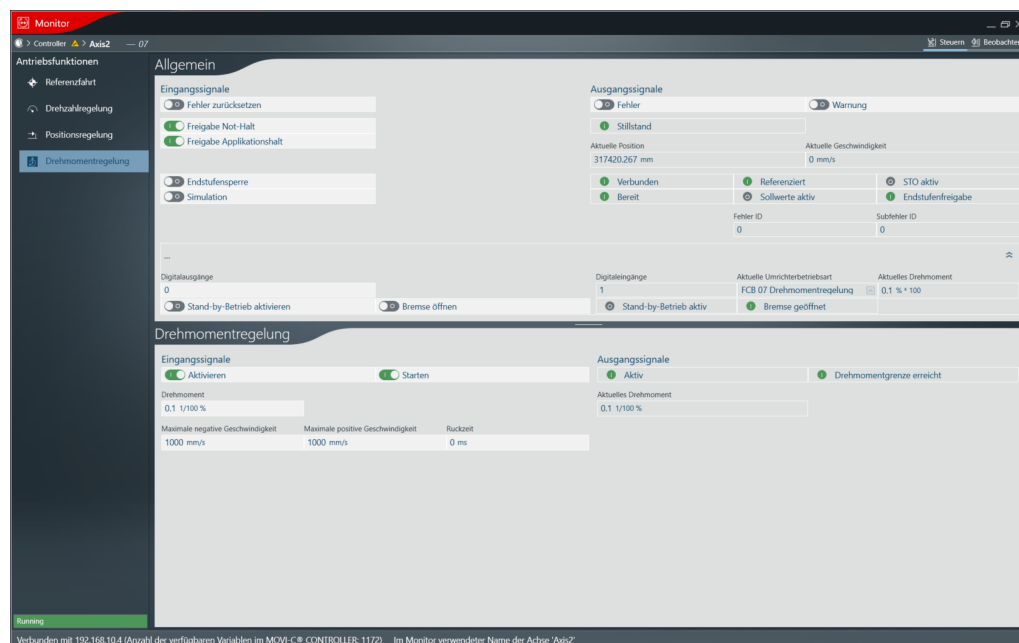 Monitor
Controller > Axis2 — 07
Steuern Beobachten
Antriebsfunktionen
Referenzfahrt
Drehzahlregelung
Positionsregelung
Drehmomentregelung
Allgemein
Eingangssignale
Ausgangssignale
Fehler zurücksetzen
Fehler
Warnung
Freigabe Not-Halt
Stillstand
Freigabe Applikationshalt
Aktuelle Position
Aktuelle Geschwindigkeit
317420.267 mm
0 mm/s
Endstufensperre
Verbunden
Referenziert
STO aktiv
Simulation
Bereit
Sollwerte aktiv
Endstufenfreigabe
Fehler ID
Subfehler ID
0
0
...
Digitalausgänge
Digitaleingänge
Aktuelle Umrichterbetriebsart
Aktuelles Drehmoment
0
1
FCB 07 Drehmomentregelung
0.1 % * 100
Stand-by-Betrieb aktivieren
Bremse öffnen
Stand-by-Betrieb aktiv
Bremse geöffnet
Drehmomentregelung
Eingangssignale
Ausgangssignale
Aktivieren
Starten
Aktiv
Drehmomentgrenze erreicht
Drehmoment
Aktuelles Drehmoment
0.1 1/100 %
0.1 1/100 %
Maximale negative Geschwindigkeit
Maximale positive Geschwindigkeit
Ruckzeit
1000 mm/s
1000 mm/s
0 ms
Running
Verbunden mit 192.168.10.4 (Anzahl der verfügbaren Variablen im MOVI-C® CONTROLLER: 1172) Im Monitor verwendeter Name der Achse 'Axis2'